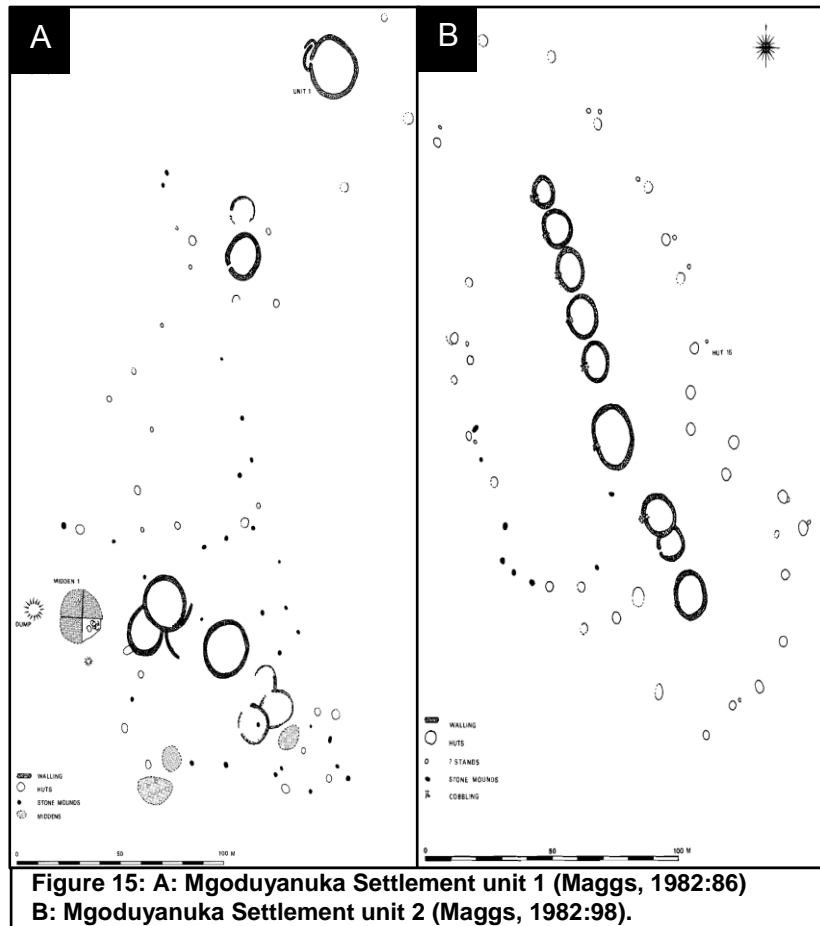 A
UNIT 1
MIDDEN 1
DUMP
WALLING
HUTS
STONE MOUNDS
MIDDENS
0 50 100 M
B
HUT 15
WALLING
HUTS
? STANDS
STONE MOUNDS
COBBLING
0 50 100 M
Figure 15: A: Mgoduyanuka Settlement unit 1 (Maggs, 1982:86)
B: Mgoduyanuka Settlement unit 2 (Maggs, 1982:98).